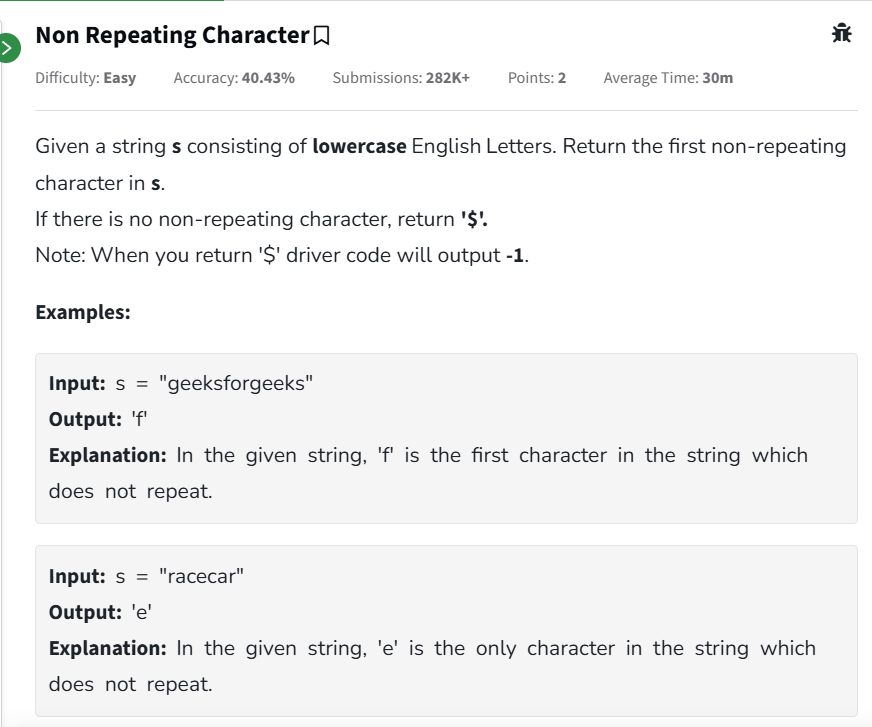 Non Repeating Character
Difficulty: Easy Accuracy: 40.43% Submissions: 282K+ Points: 2 Average Time: 30m
Given a string s consisting of lowercase English Letters. Return the first non-repeating
character in s.
If there is no non-repeating character, return '$'.
Note: When you return '$' driver code will output -1.
Examples:
Input: s = "geeksforgeeks"
Output: 'f'
Explanation: In the given string, 'f' is the first character in the string which
does not repeat.
Input: s = "racecar"
Output: 'e'
Explanation: In the given string, 'e' is the only character in the string which
does not repeat.